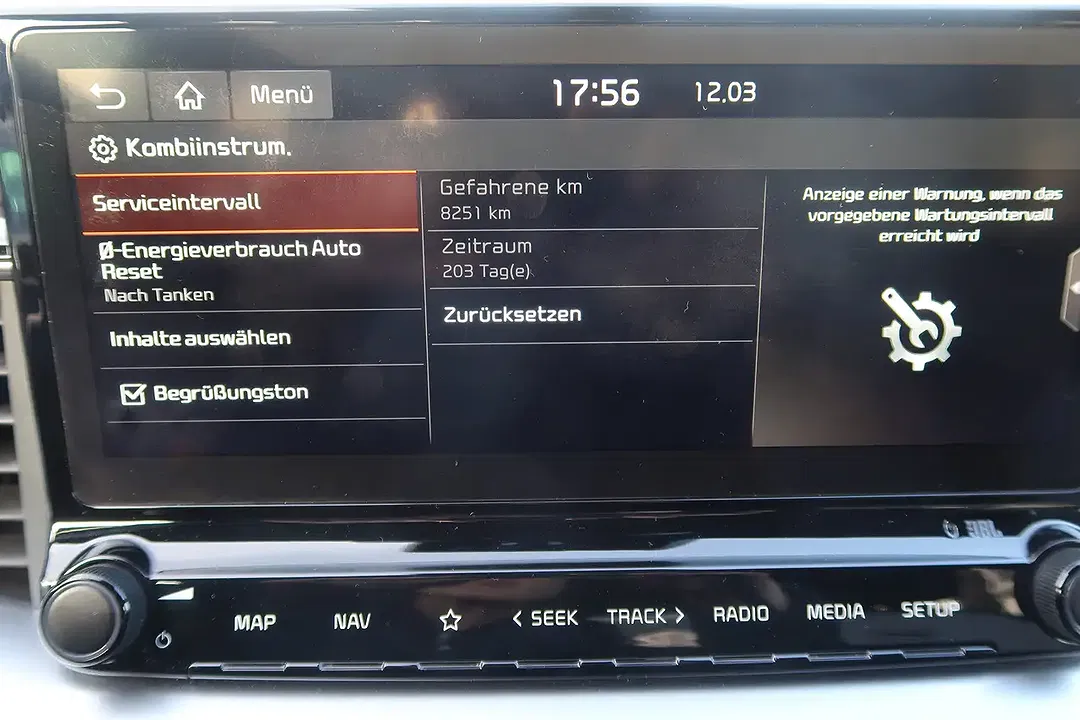 Menü
17:56
12.03
Kombiinstrum.
Serviceintervall
Ø-Energieverbrauch Auto
Reset
Nach Tanken
Inhalte auswählen
Begrüßungston
Gefahrene km
8251 km
Zeitraum
203 Tag(e)
Zurücksetzen
Anzeige einer Warnung, wenn das
vorgegebene Wartungsintervall
erreicht wird
JBL
MAP
NAV
< SEEK
TRACK >
RADIO
MEDIA
SETUP